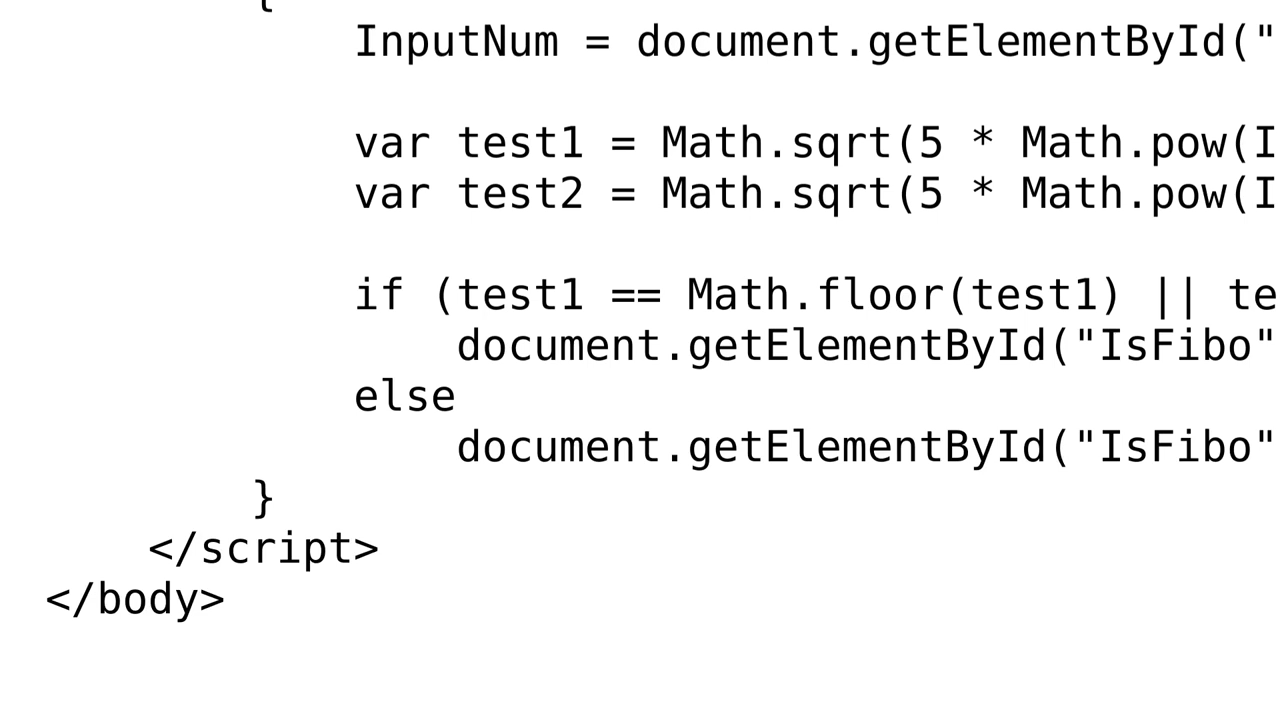 {
InputNum = document.getElementById("
var test1 = Math.sqrt(5 * Math.pow(I
var test2 = Math.sqrt(5 * Math.pow(I
if (test1 == Math.floor(test1) || te
document.getElementById("IsFibo"
else
document.getElementById("IsFibo"
}
</script>
</body>